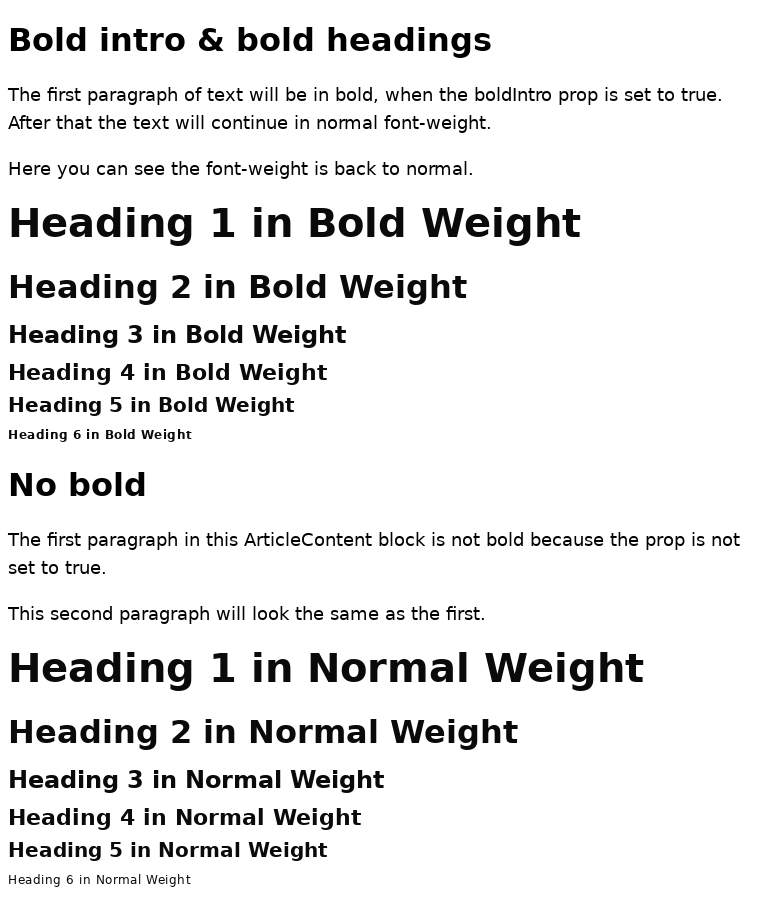 Bold intro & bold headings
The first paragraph of text will be in bold, when the boldIntro prop is set to true.
After that the text will continue in normal font-weight.
Here you can see the font-weight is back to normal.
Heading 1 in Bold Weight
Heading 2 in Bold Weight
Heading 3 in Bold Weight
Heading 4 in Bold Weight
Heading 5 in Bold Weight
Heading 6 in Bold Weight
No bold
The first paragraph in this ArticleContent block is not bold because the prop is not
set to true.
This second paragraph will look the same as the first.
Heading 1 in Normal Weight
Heading 2 in Normal Weight
Heading 3 in Normal Weight
Heading 4 in Normal Weight
Heading 5 in Normal Weight
Heading 6 in Normal Weight